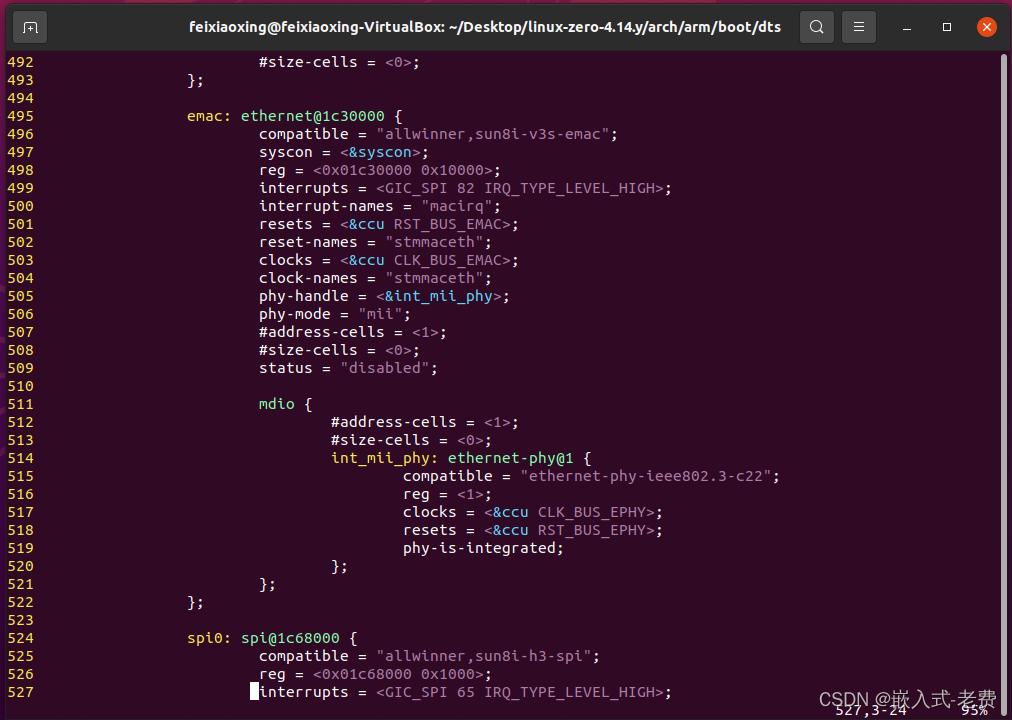 feixiaoxing@feixiaoxing-VirtualBox: ~/Desktop/linux-zero-4.14.y/arch/arm/boot/dts
492                         #size-cells = <0>;
493                 };
494
495                 emac: ethernet@1c30000 {
496                         compatible = "allwinner,sun8i-v3s-emac";
497                         syscon = <&syscon>;
498                         reg = <0x01c30000 0x10000>;
499                         interrupts = <GIC_SPI 82 IRQ_TYPE_LEVEL_HIGH>;
500                         interrupt-names = "macirq";
501                         resets = <&ccu RST_BUS_EMAC>;
502                         reset-names = "stmmaceth";
503                         clocks = <&ccu CLK_BUS_EMAC>;
504                         clock-names = "stmmaceth";
505                         phy-handle = <&int_mii_phy>;
506                         phy-mode = "mii";
507                         #address-cells = <1>;
508                         #size-cells = <0>;
509                         status = "disabled";
510
511                         mdio {
512                                 #address-cells = <1>;
513                                 #size-cells = <0>;
514                                 int_mii_phy: ethernet-phy@1 {
515                                         compatible = "ethernet-phy-ieee802.3-c22";
516                                         reg = <1>;
517                                         clocks = <&ccu CLK_BUS_EPHY>;
518                                         resets = <&ccu RST_BUS_EPHY>;
519                                         phy-is-integrated;
520                                 };
521                         };
522                 };
523
524                 spi0: spi@1c68000 {
525                         compatible = "allwinner,sun8i-h3-spi";
526                         reg = <0x01c68000 0x1000>;
527                         interrupts = <GIC_SPI 65 IRQ_TYPE_LEVEL_HIGH>;
CSDN @嵌入式-老费
527,3-24 95%